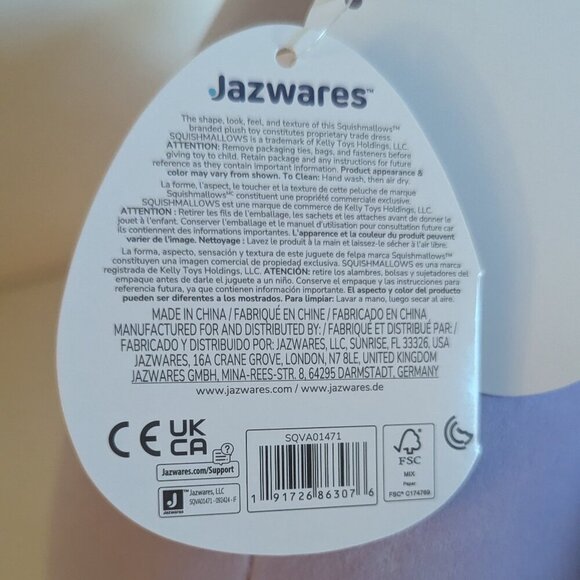 Jazwares™
The shape, look, feel, and texture of this Squishmallows™
branded plush toy constitutes proprietary trade dress.
SQUISHMALLOWS is a trademark of Kelly Toys Holdings, LLC.
ATTENTION: Remove packaging ties, bags, and fasteners before
giving toy to child. Retain package and any instructions for future
reference as they contain important information. Product appearance &
color may vary from shown. To Clean: Hand wash, then air dry.
La forme, l'aspect, le toucher et la texture de cette peluche de marque
Squishmallowsᴹᶜ constituent une propriété commerciale exclusive.
SQUISHMALLOWS est une marque de commerce de Kelly Toys Holdings, LLC.
ATTENTION : Retirer les fils de l'emballage, les sachets et les attaches avant de donner le
jouet à l'enfant. Conserver l'emballage et le manuel d'utilisation pour consultation future car
ils contiennent des informations importantes. L'apparence et la couleur du produit peuvent
varier de l'image. Nettoyage : Lavez le produit à la main et laissez-le sécher à l'air libre.
La forma, aspecto, sensación y textura de este juguete de felpa marca Squishmallows™
constituyen una imagen comercial de propiedad exclusiva. SQUISHMALLOWS es una marca
registrada de Kelly Toys Holdings, LLC. ATENCIÓN: retire los alambres, bolsas y sujetadores del
empaque antes de darle el juguete a un niño. Conserve el empaque y las instrucciones para
referencia futura, ya que contienen información importante. El aspecto y color del producto
pueden ser diferentes a los mostrados. Para limpiar: Lavar a mano, luego secar al aire.
MADE IN CHINA / FABRIQUÉ EN CHINE / FABRICADO EN CHINA
MANUFACTURED FOR AND DISTRIBUTED BY: / FABRIQUÉ ET DISTRIBUÉ PAR: /
FABRICADO Y DISTRIBUIDO POR: JAZWARES, LLC, SUNRISE, FL 33326, USA
JAZWARES, 16A CRANE GROVE, LONDON, N7 8LE, UNITED KINGDOM
JAZWARES GMBH, MINA-REES-STR. 8, 64295 DARMSTADT, GERMANY
www.jazwares.com / www.jazwares.de
CE UK
CA
Jazwares.com/Support
J™
Jazwares
Jazwares, LLC
SQVA01471 - 092424 - F
SQVA01471
1 91726 86307 6
FSC
MIX
Paper
FSC® C174769